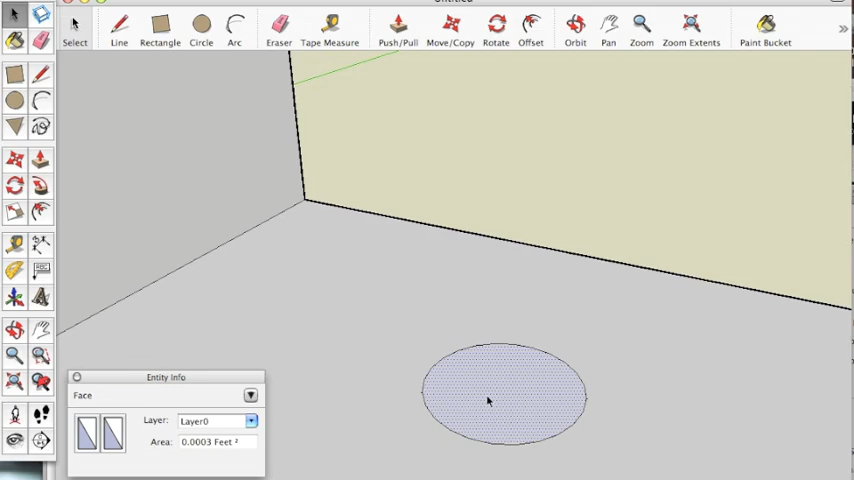 Untitled
Select
Line
Rectangle
Circle
Arc
Eraser
Tape Measure
Push/Pull
Move/Copy
Rotate
Offset
Orbit
Pan
Zoom
Zoom Extents
Paint Bucket
Entity Info
Face
Layer: Layer0
Area: 0.0003 Feet ²